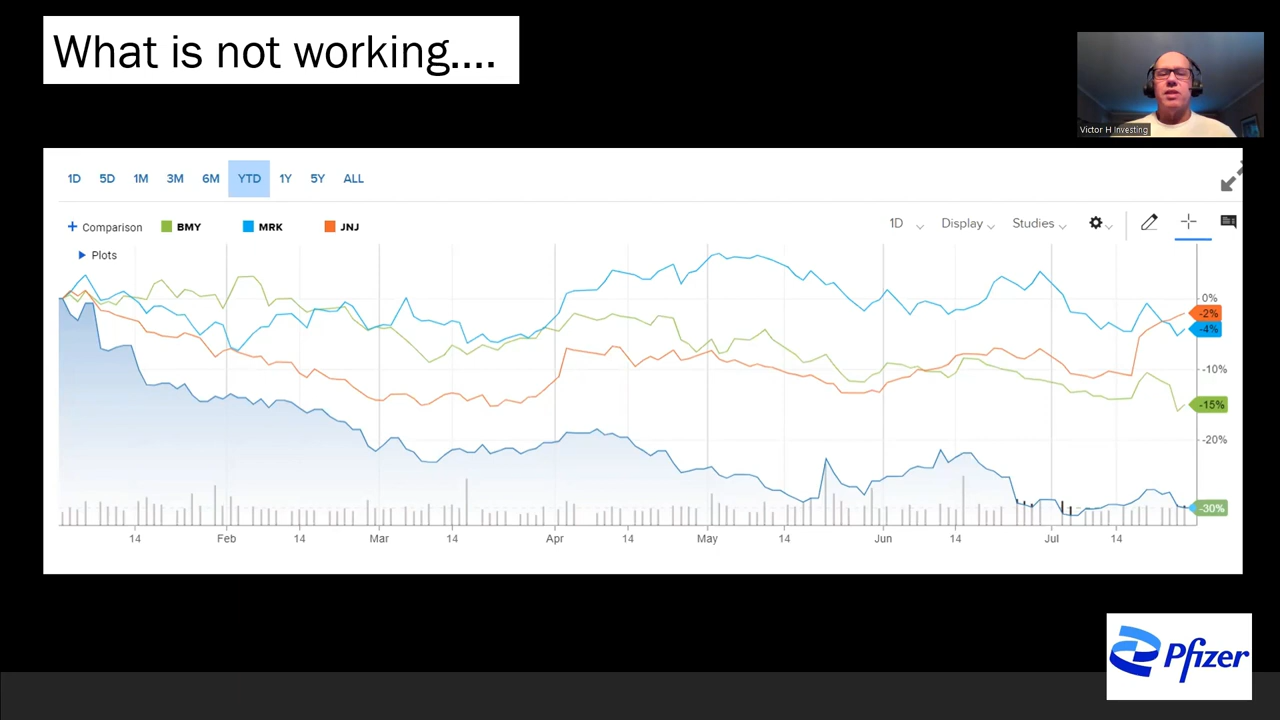 What is not working....
Victor H Investing
1D 5D 1M 3M 6M YTD 1Y 5Y ALL
+ Comparison BMY MRK JNJ 1D Display Studies
Plots
0%
-2%
-4%
-10%
-15%
-20%
-30%
14 Feb 14 Mar 14 Apr 14 May 14 Jun 14 Jul 14
Pfizer